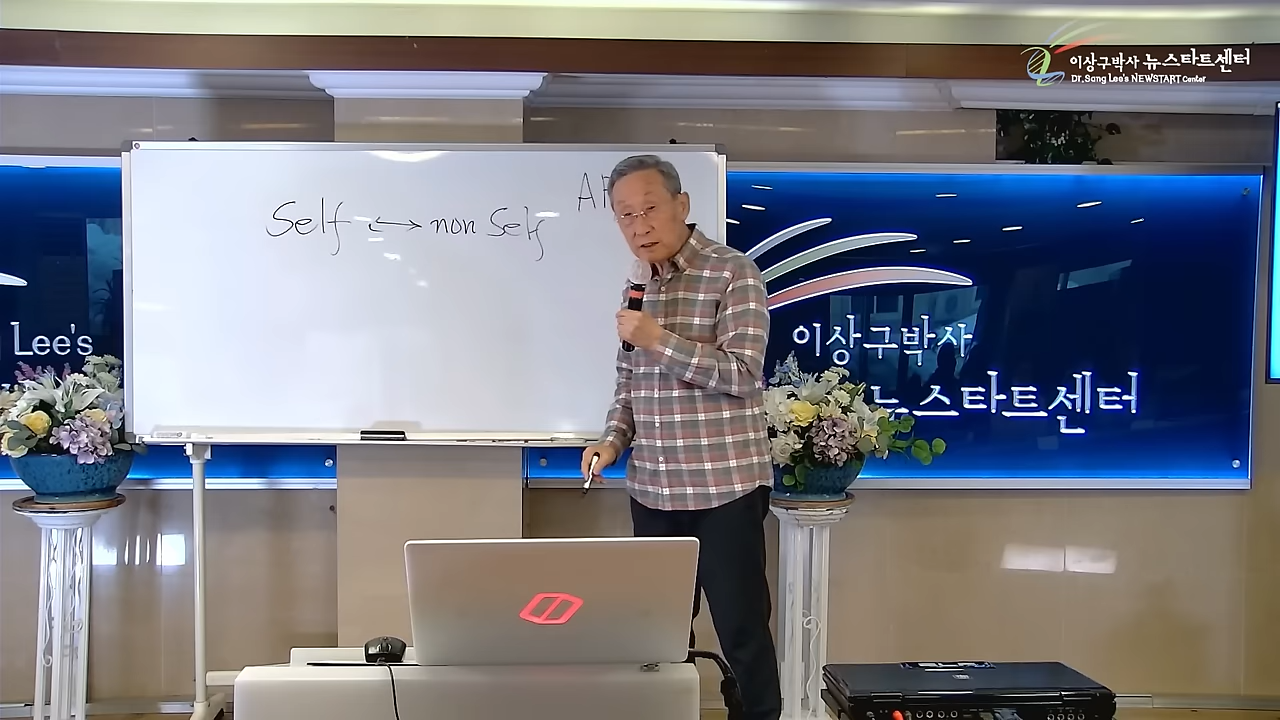 이상구박사 뉴스타트센터
Dr. Sang Lee's NEWSTART Center
Self ↔ non Self
Lee's
이상구박사
뉴스타트센터